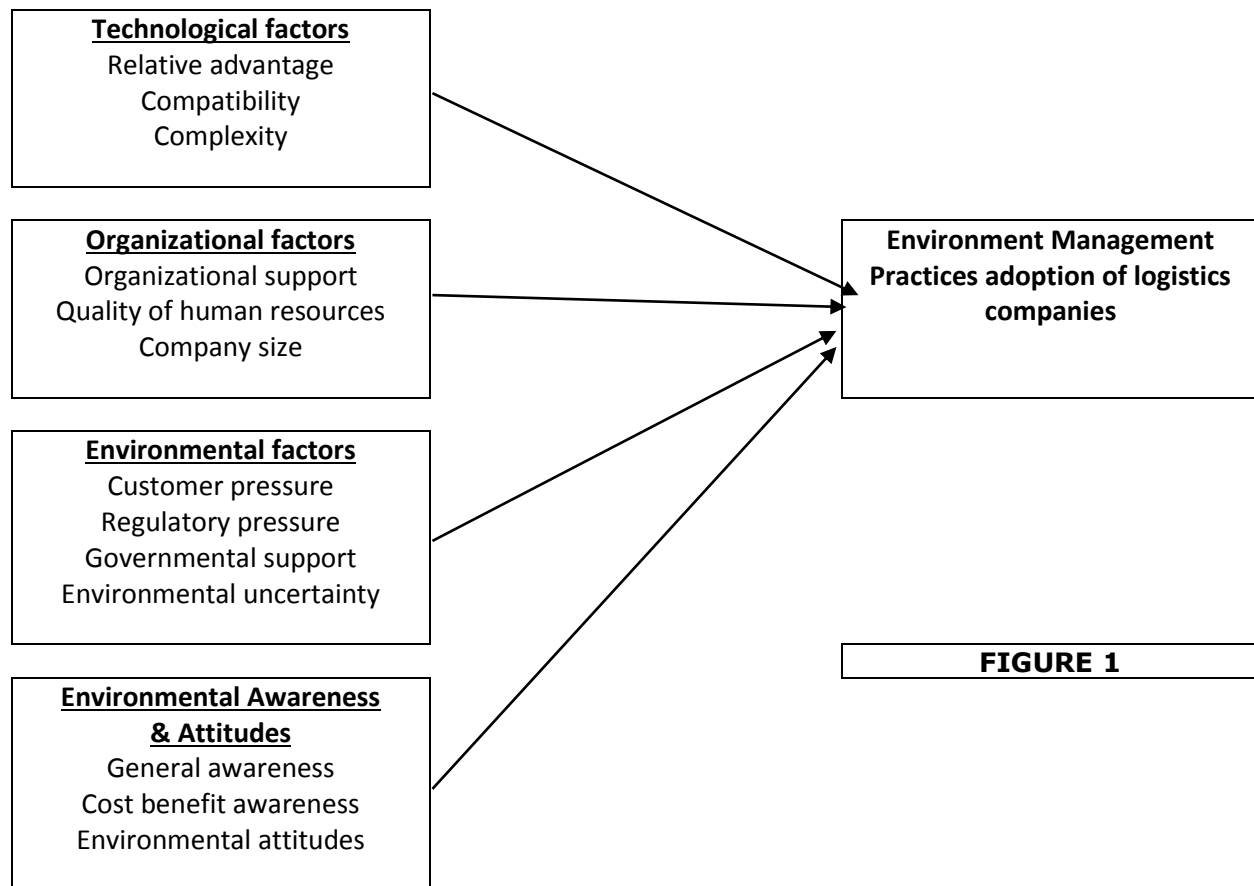 Technological factors
Relative advantage
Compatibility
Complexity
Organizational factors
Organizational support
Quality of human resources
Company size
Environment Management
Practices adoption of logistics
companies
Environmental factors
Customer pressure
Regulatory pressure
Governmental support
Environmental uncertainty
FIGURE 1
Environmental Awareness
& Attitudes
General awareness
Cost benefit awareness
Environmental attitudes